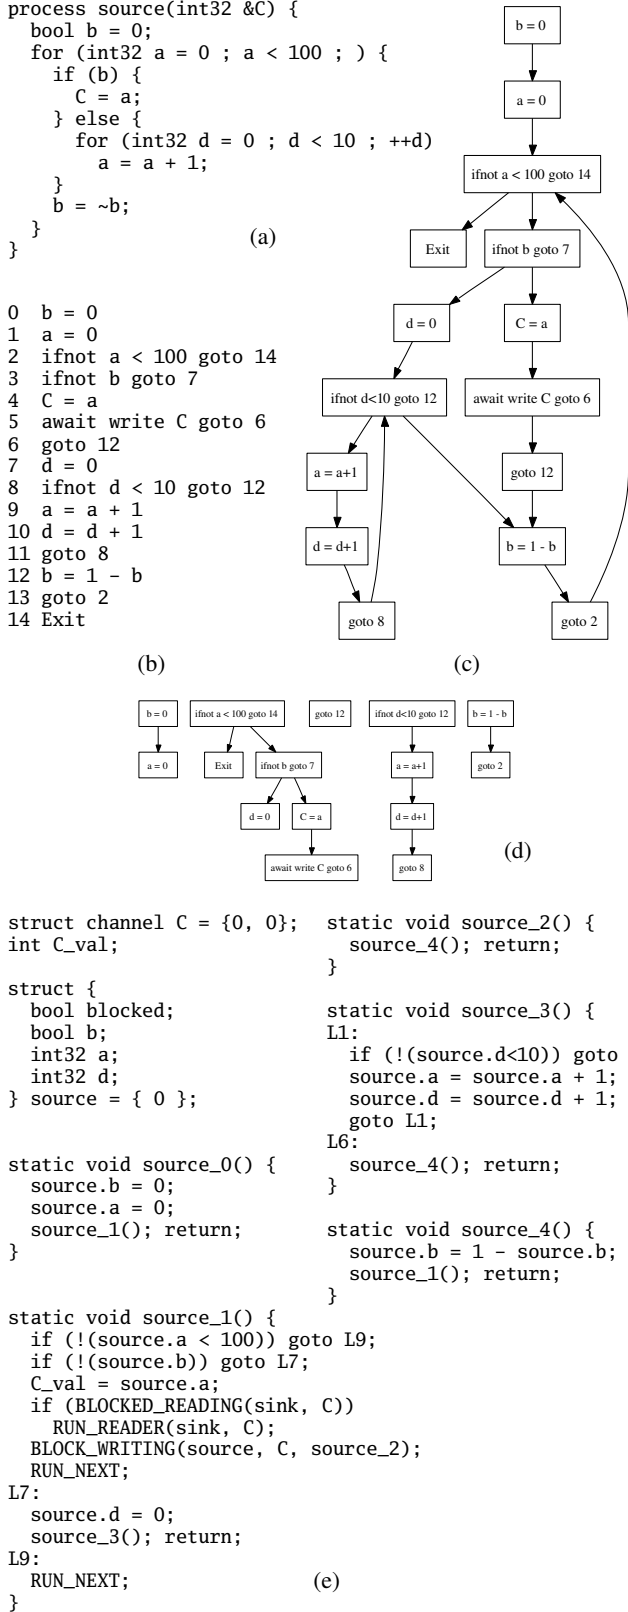 process source(int32 &C) {
bool b = 0;
for (int32 a = 0 ; a < 100 ; ) {
if (b) {
C = a;
} else {
for (int32 d = 0 ; d < 10 ; ++d)
a = a + 1;
}
b = ~b;
}
}
(a)
0 b = 0
1 a = 0
2 ifnot a < 100 goto 14
3 ifnot b goto 7
4 C = a
5 await write C goto 6
6 goto 12
7 d = 0
8 ifnot d < 10 goto 12
9 a = a + 1
10 d = d + 1
11 goto 8
12 b = 1 - b
13 goto 2
14 Exit
(b)
b = 0
a = 0
ifnot a < 100 goto 14
Exit
ifnot b goto 7
d = 0
C = a
ifnot d<10 goto 12
await write C goto 6
a = a+1
goto 12
d = d+1
b = 1 - b
goto 8
goto 2
(c)
b = 0
ifnot a < 100 goto 14
goto 12
ifnot d<10 goto 12
b = 1 - b
a = 0
Exit
ifnot b goto 7
a = a+1
goto 2
d = 0
C = a
d = d+1
await write C goto 6
goto 8
(d)
struct channel C = {0, 0};
int C_val;
struct {
bool blocked;
bool b;
int32 a;
int32 d;
} source = { 0 };
static void source_0() {
source.b = 0;
source.a = 0;
source_1(); return;
}
static void source_2() {
source_4(); return;
}
static void source_3() {
L1:
if (!(source.d<10)) goto
source.a = source.a + 1;
source.d = source.d + 1;
goto L1;
L6:
source_4(); return;
}
static void source_4() {
source.b = 1 - source.b;
source_1(); return;
}
static void source_1() {
if (!(source.a < 100)) goto L9;
if (!(source.b)) goto L7;
C_val = source.a;
if (BLOCKED_READING(sink, C))
RUN_READER(sink, C);
BLOCK_WRITING(source, C, source_2);
RUN_NEXT;
L7:
source.d = 0;
source_3(); return;
L9:
RUN_NEXT;
}
(e)